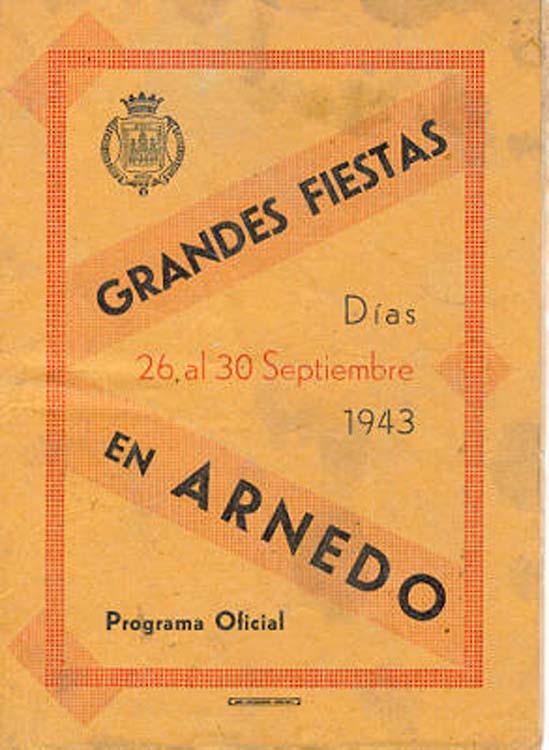 GRANDES FIESTAS
Días
26, al 30 Septiembre
1943
EN ARNEDO
Programa Oficial